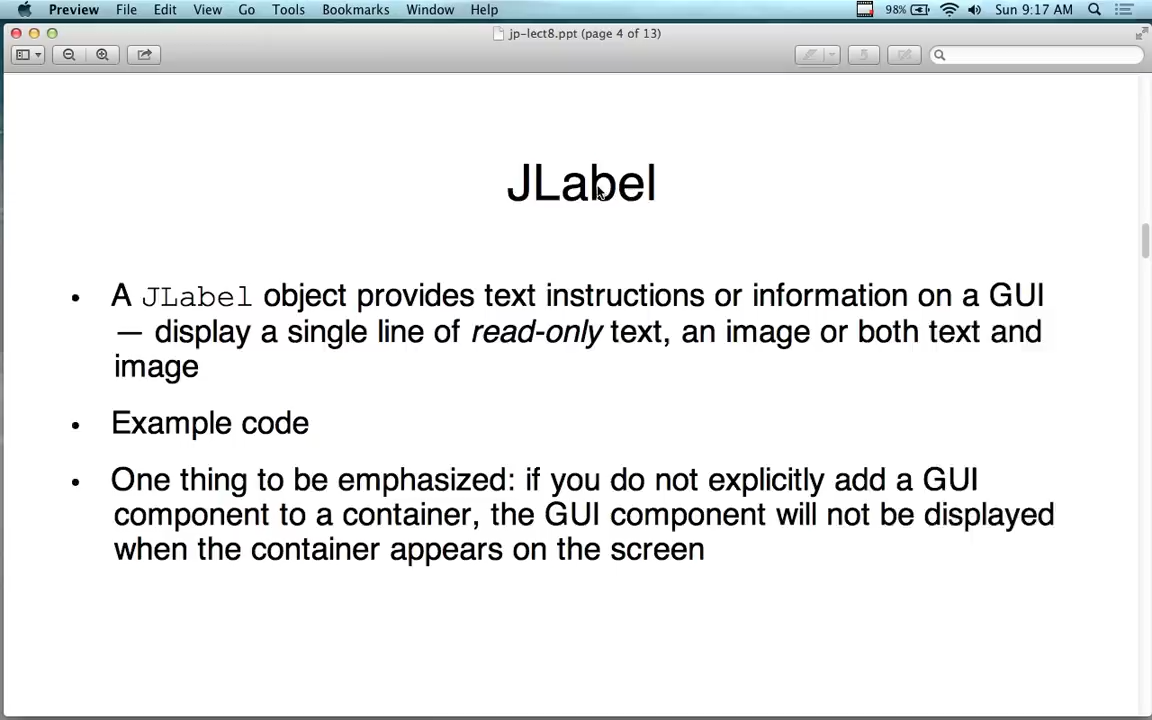 Preview File Edit View Go Tools Bookmarks Window Help 98% Sun 9:17 AM
jp-lect8.ppt (page 4 of 13)
JLabel
• A JLabel object provides text instructions or information on a GUI
— display a single line of read-only text, an image or both text and
image
• Example code
• One thing to be emphasized: if you do not explicitly add a GUI
component to a container, the GUI component will not be displayed
when the container appears on the screen